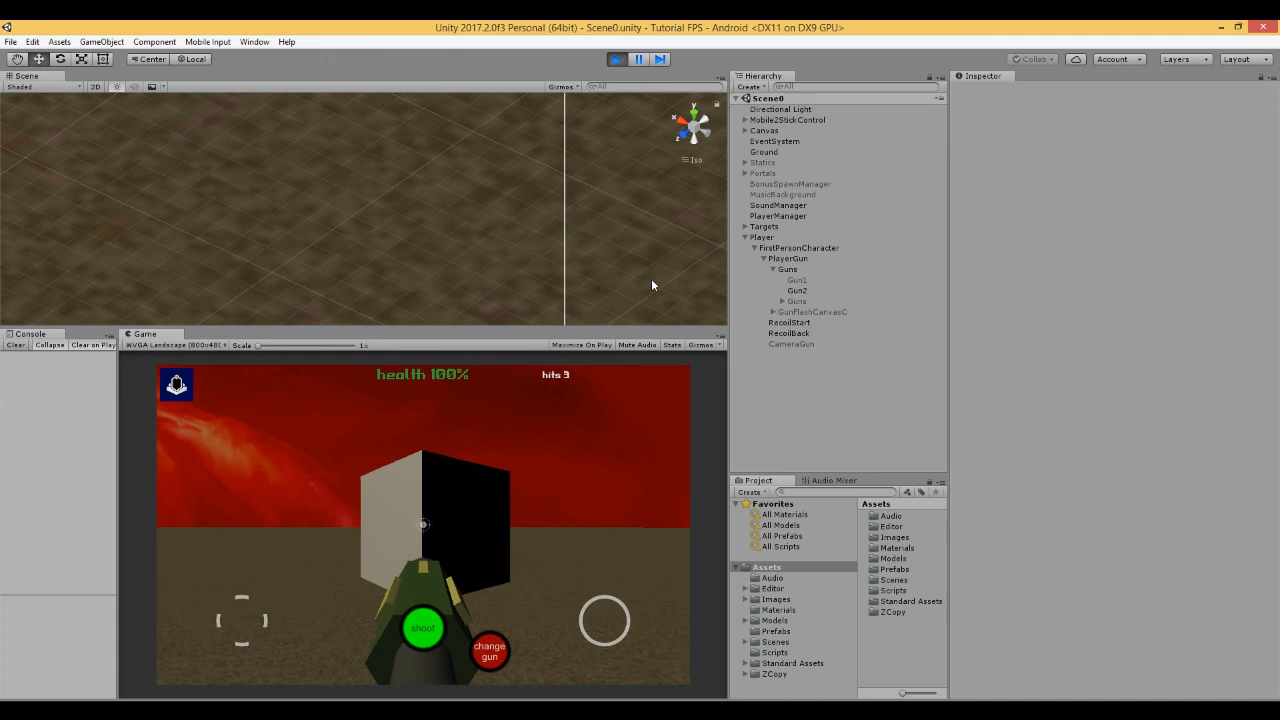 Unity 2017.2.0f3 Personal (64bit) - Scene0.unity - Tutorial FPS - Android <DX11 on DX9 GPU>
File Edit Assets GameObject Component Mobile Input Window Help
Center Local Collab Account Layers Layout
Scene
Shaded 2D Gizmos All
y
x
z
Iso
Hierarchy
Create All
Scene0
Directional Light
Mobile2StickControl
Canvas
EventSystem
Ground
Statics
Portals
BonusSpawnManager
MusicBackground
SoundManager
PlayerManager
Targets
Player
FirstPersonCharacter
PlayerGun
Guns
Gun1
Gun2
Guns
GunFlashCanvasC
RecoilStart
RecoilBack
CameraGun
Inspector
Console
Clear Collapse Clear on Play
Game
WVGA Landscape (800x48( Scale 1x Maximize On Play Mute Audio Stats Gizmos
health 100% hits 3
shoot
change
gun
Project Audio Mixer
Create
Favorites
All Materials
All Models
All Prefabs
All Scripts
Assets
Audio
Editor
Images
Materials
Models
Prefabs
Scenes
Scripts
Standard Assets
ZCopy
Assets
Audio
Editor
Images
Materials
Models
Prefabs
Scenes
Scripts
Standard Assets
ZCopy